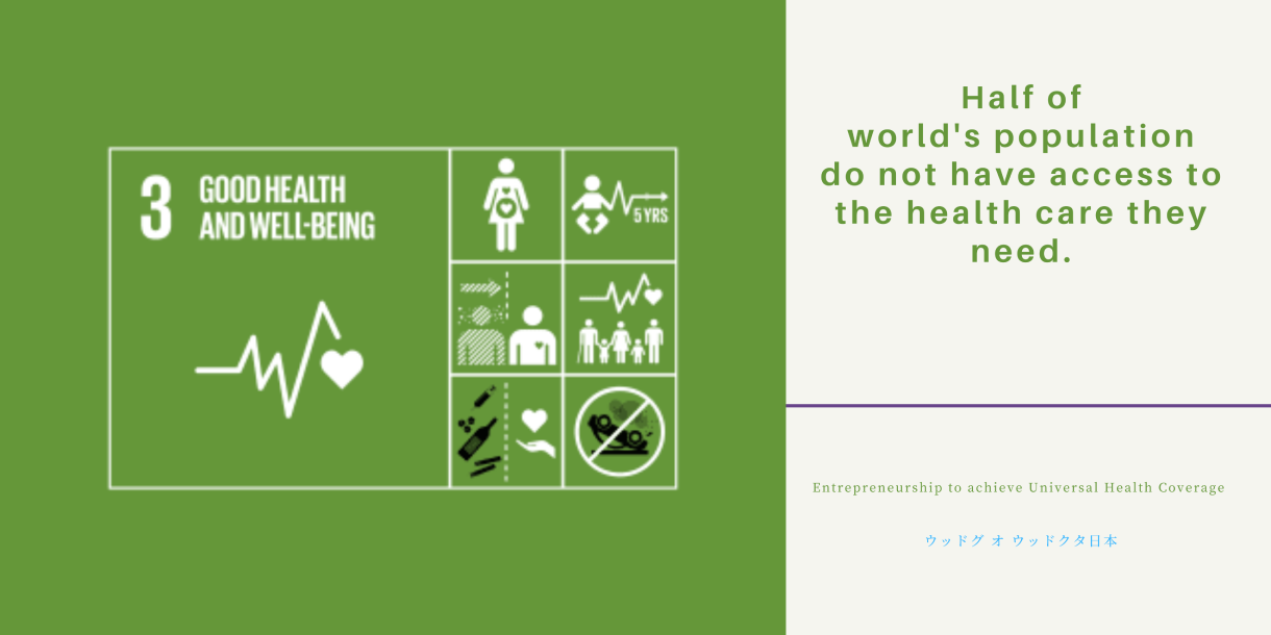 3
GOOD HEALTH
AND WELL-BEING
5 YRS
Half of
world's population
do not have access to
the health care they
need.
Entrepreneurship to achieve Universal Health Coverage
ウッドグ オ ウッドクタ日本